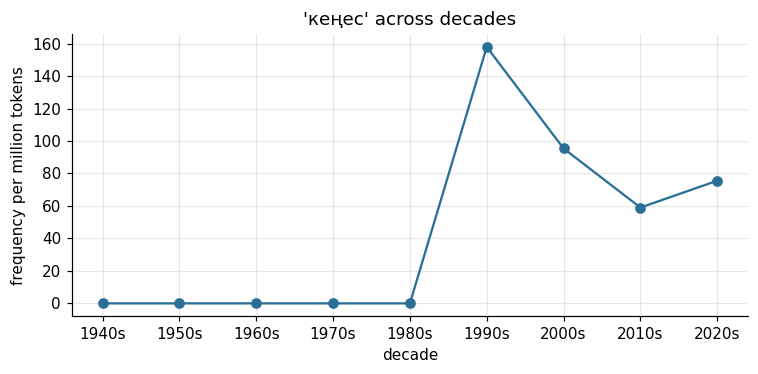 'кеңес' across decades
frequency per million tokens
160
140
120
100
80
60
40
20
0
1940s 1950s 1960s 1970s 1980s 1990s 2000s 2010s 2020s
decade